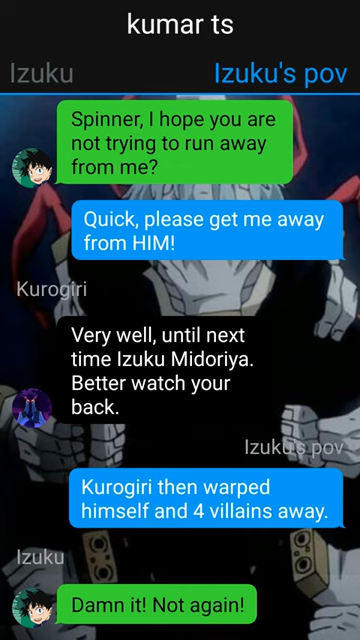 kumar ts
Izuku
Izuku's pov
Spinner, I hope you are
not trying to run away
from me?
Quick, please get me away
from HIM!
Kurogiri
Very well, until next
time Izuku Midoriya.
Better watch your
back.
Izuku's pov
Kurogiri then warped
himself and 4 villains away.
Izuku
Damn it! Not again!